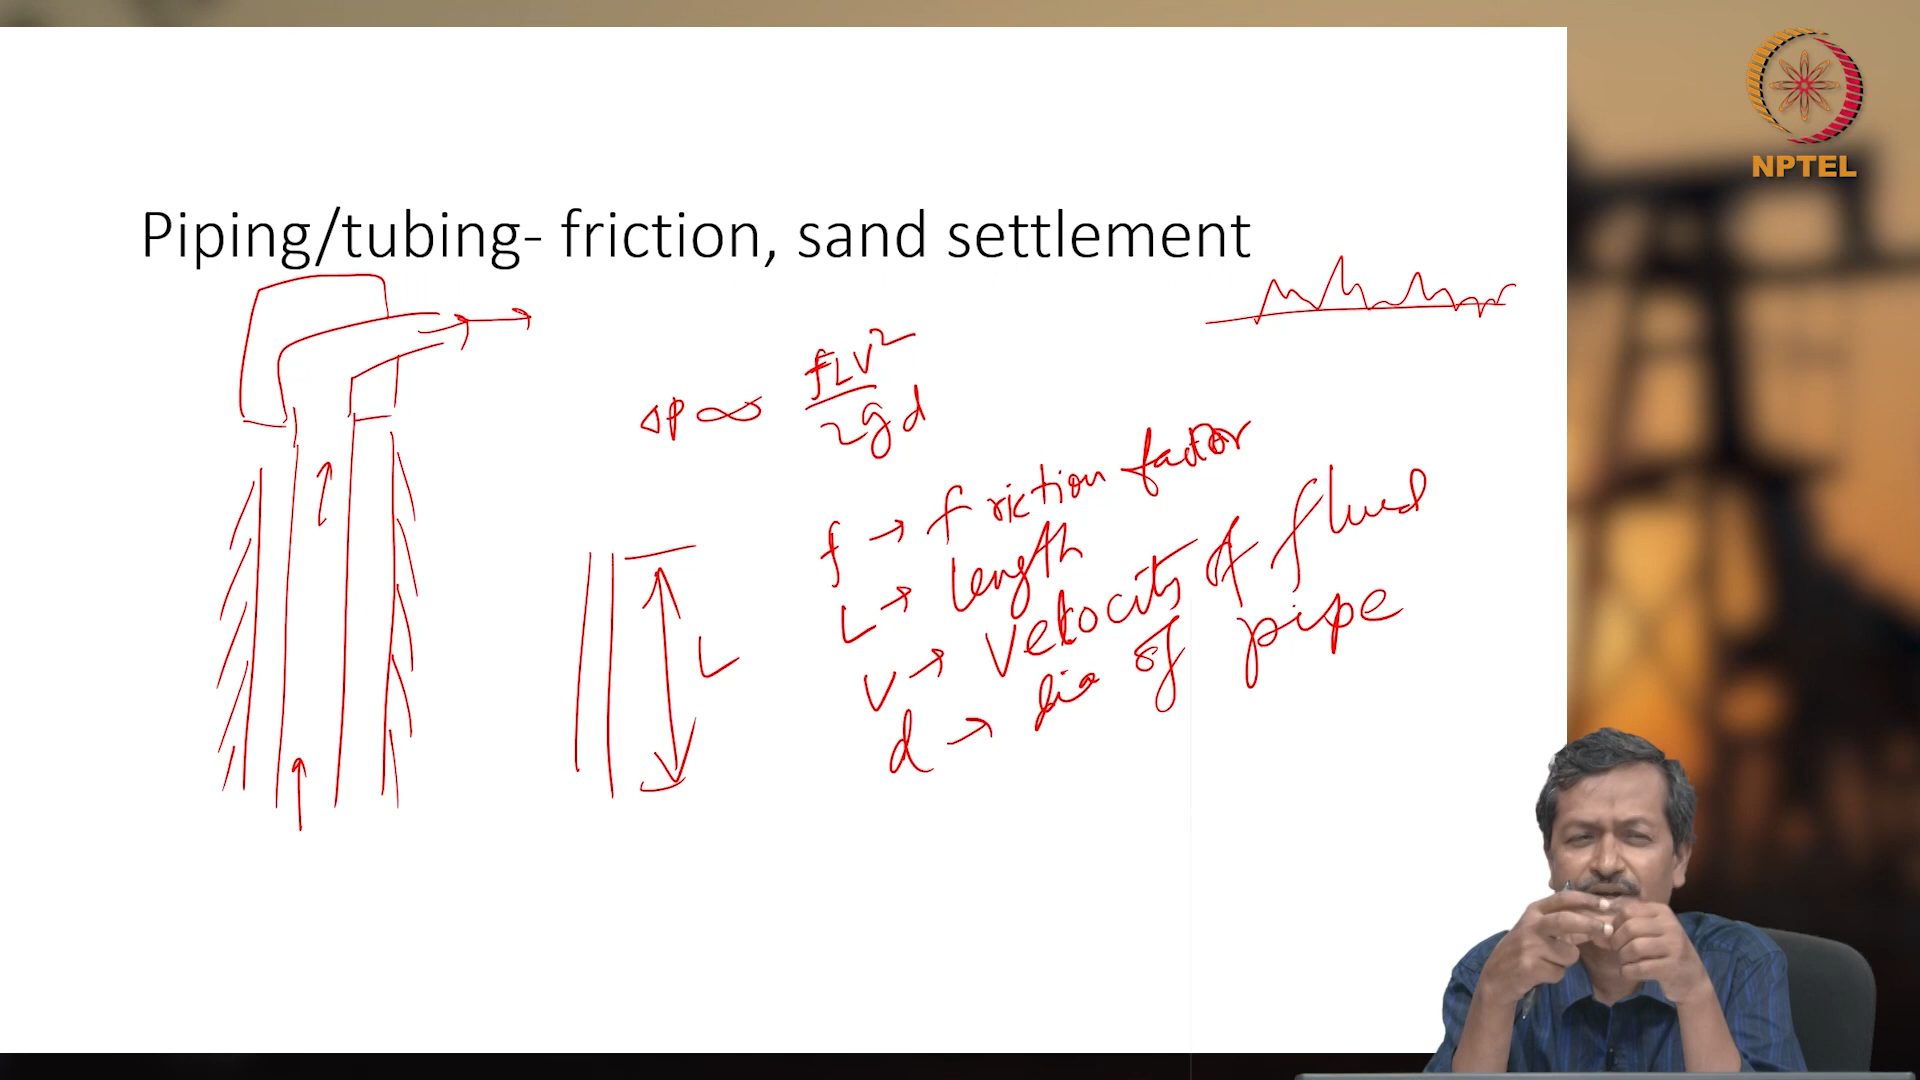 NPTEL
Piping/tubing- friction, sand settlement
ΔP ∝ fLV²/2gd
f → friction factor
L → length
V → velocity of fluid
d → dia of pipe
L